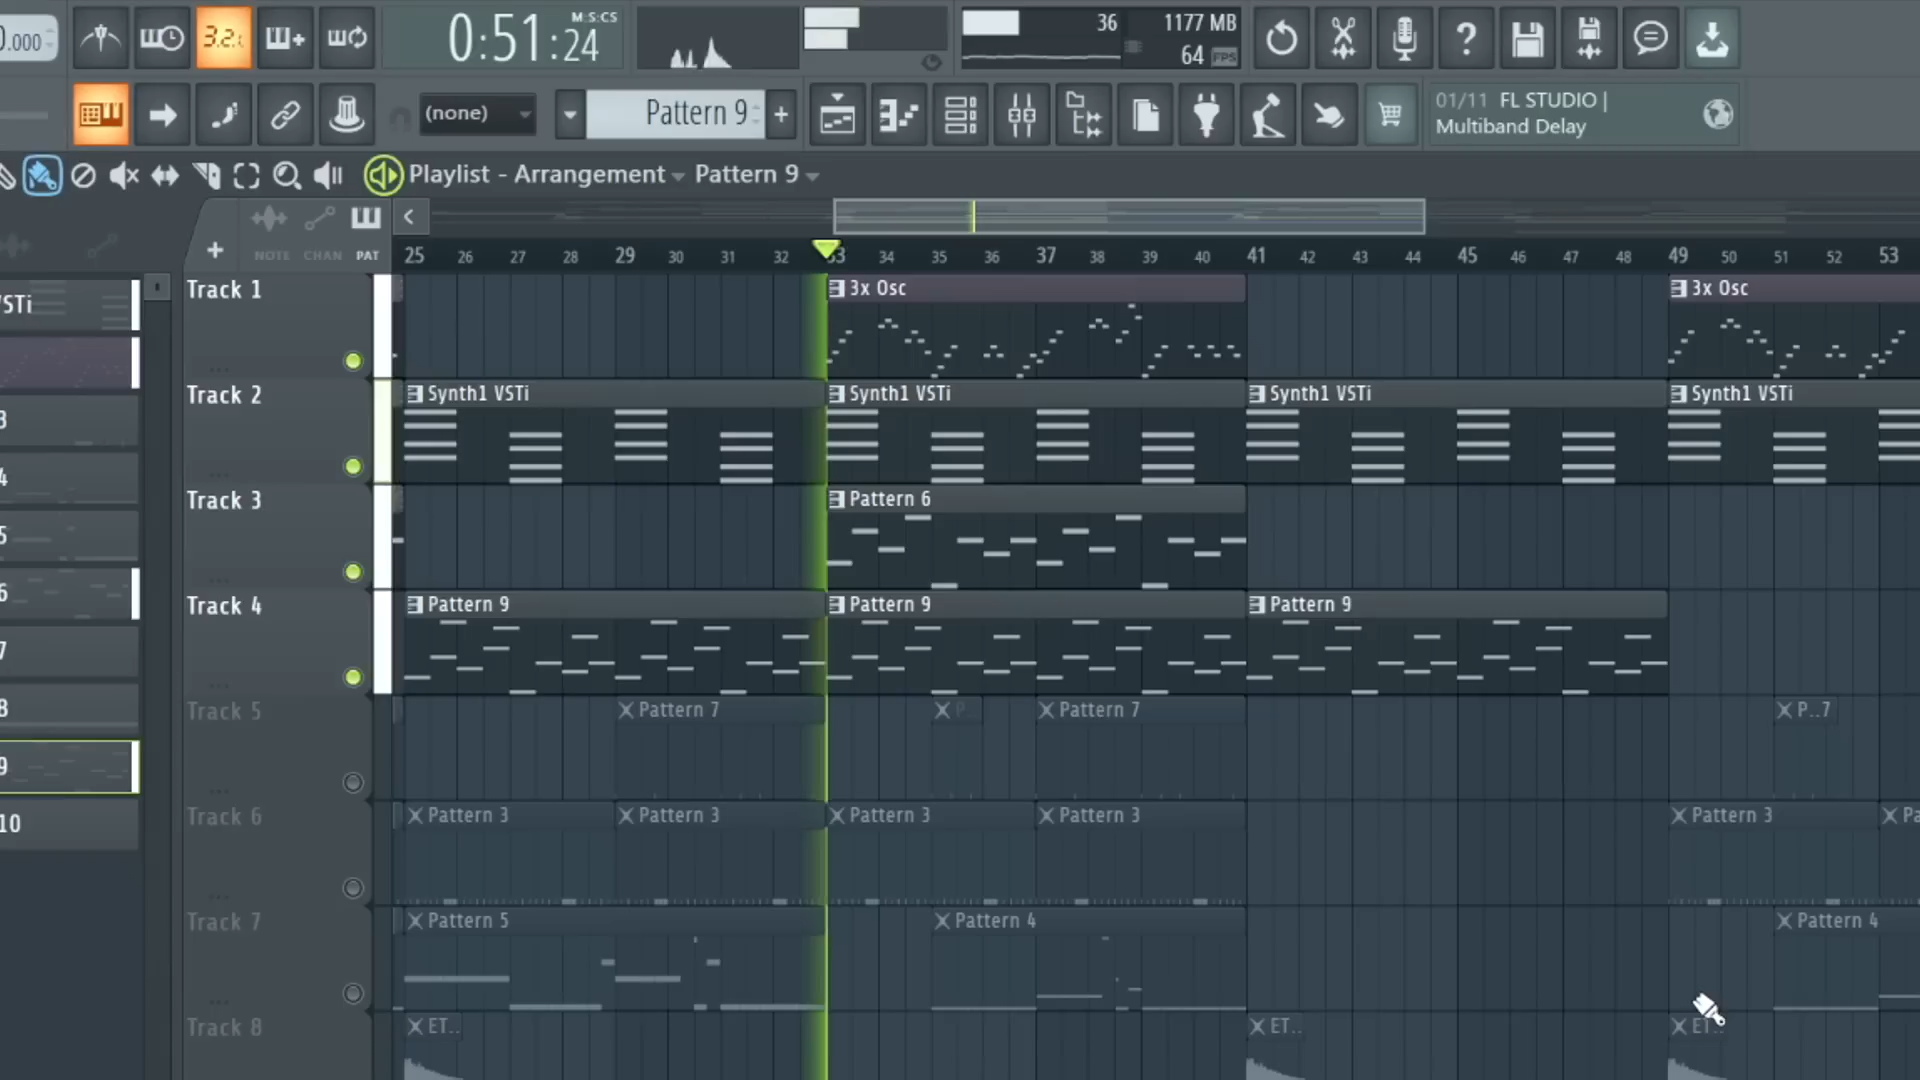 0.000
3.2:
0:51:24
M:S:CS
36
1177 MB
64
FPS
(none)
Pattern 9
+
01/11 FL STUDIO |
Multiband Delay
Playlist - Arrangement
Pattern 9
+
NOTE
CHAN
PAT
25 26 27 29 30 31 32 33 34 35 36 37 38 39 40 41 42 43 44 45 46 47 48 49 50 51 52 53
STi
3
4
5
6
7
8
9
10
Track 1
3x Osc
3x Osc
Track 2
Synth1 VSTi
Synth1 VSTi
Synth1 VSTi
Synth1 VSTi
Track 3
Pattern 6
Track 4
Pattern 9
Pattern 9
Pattern 9
Track 5
Pattern 7
P
Pattern 7
P..7
Track 6
Pattern 3
Pattern 3
Pattern 3
Pattern 3
Pattern 3
Pa
Track 7
Pattern 5
Pattern 4
Pattern 4
Track 8
ET..
ET..
ET..